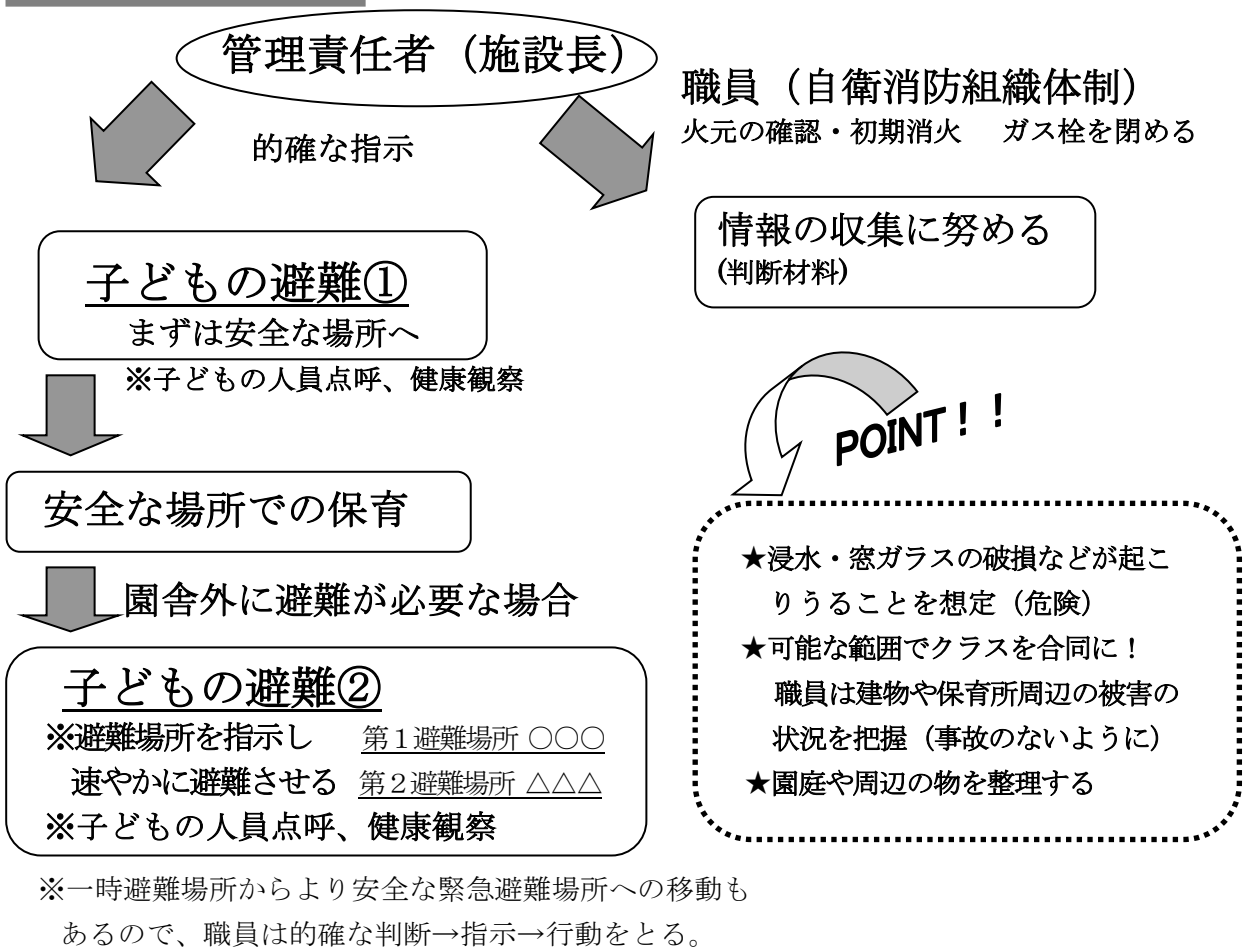 管理責任者（施設長）
職員（自衛消防組織体制）
火元の確認・初期消火　ガス栓を閉める
的確な指示
情報の収集に努める
(判断材料)
子どもの避難①
まずは安全な場所へ
※子どもの人員点呼、健康観察
POINT！！
安全な場所での保育
園舎外に避難が必要な場合
★浸水・窓ガラスの破損などが起こ
りうることを想定（危険）
★可能な範囲でクラスを合同に！
職員は建物や保育所周辺の被害の
状況を把握（事故のないように）
★園庭や周辺の物を整理する
子どもの避難②
※避難場所を指示し　第１避難場所 ○○○
速やかに避難させる　第２避難場所 △△△
※子どもの人員点呼、健康観察
※一時避難場所からより安全な緊急避難場所への移動も
あるので、職員は的確な判断→指示→行動をとる。